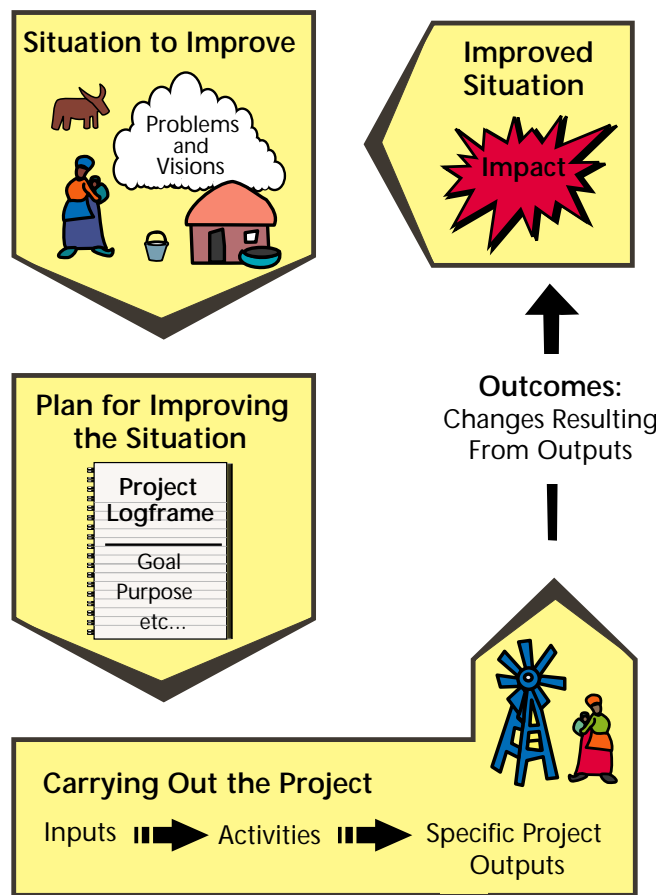 Situation to Improve
Problems
and
Visions
Plan for Improving
the Situation
Project
Logframe
Goal
Purpose
etc...
Carrying Out the Project
Inputs
Activities
Specific Project
Outputs
Outcomes:
Changes Resulting
From Outputs
Improved
Situation
Impact